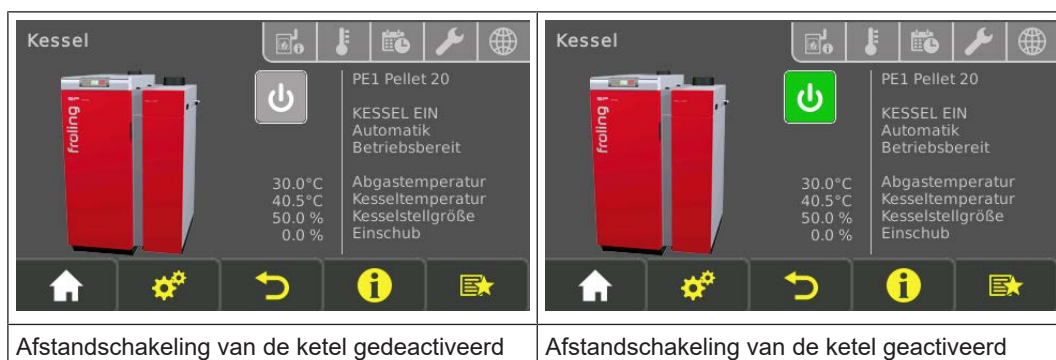 Kessel
froling
PE1 Pellet 20
KESSEL EIN
Automatik
Betriebsbereit
30.0°C Abgastemperatur
40.5°C Kesseltemperatur
50.0 % Kesselstellgröße
0.0 % Einschub
Afstandschakeling van de ketel gedeactiveerd
Kessel
froling
PE1 Pellet 20
KESSEL EIN
Automatik
Betriebsbereit
30.0°C Abgastemperatur
40.5°C Kesseltemperatur
50.0 % Kesselstellgröße
0.0 % Einschub
Afstandschakeling van de ketel geactiveerd